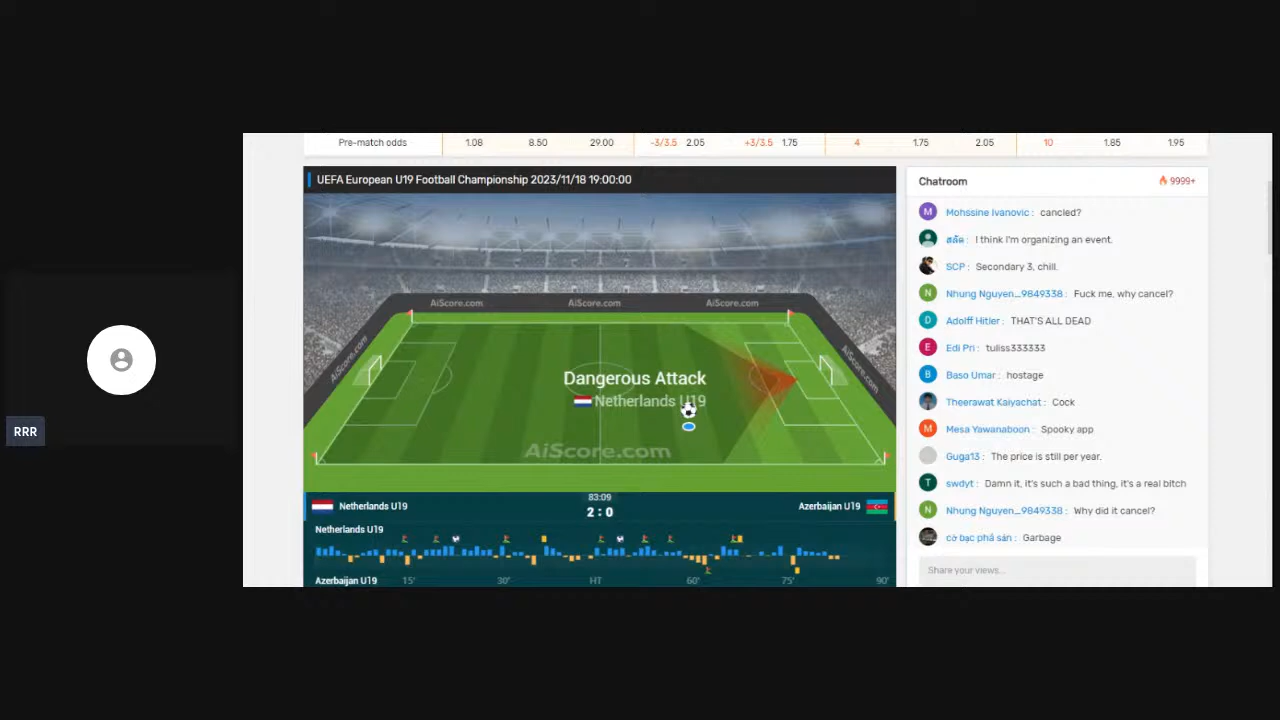 Pre-match odds 1.08 8.50 29.00 -3/3.5 2.05 +3/3.5 1.75 4 1.75 2.05 10 1.85 1.95
UEFA European U19 Football Championship 2023/11/18 19:00:00
AiScore.com AiScore.com AiScore.com
AiScore.com
AiScore.com
Dangerous Attack
Netherlands U19
AiScore.com
83:09
Netherlands U19 2 : 0 Azerbaijan U19
Netherlands U19
Azerbaijan U19 15' 30' HT 60' 75' 90'
Chatroom 9999+
M Mohssine Ivanovic : cancled?
สลัด : I think I'm organizing an event.
SCP : Secondary 3, chill.
N Nhung Nguyen_9849338 : Fuck me, why cancel?
D Adolff Hitler : THAT'S ALL DEAD
E Edi Pri : tuliss333333
B Baso Umar : hostage
Theerawat Kaiyachat : Cock
M Mesa Yawanaboon : Spooky app
Guga13 : The price is still per year.
T swdyt : Damn it, it's such a bad thing, it's a real bitch
N Nhung Nguyen_9849338 : Why did it cancel?
cờ bạc phá sản : Garbage
Share your views...
RRR